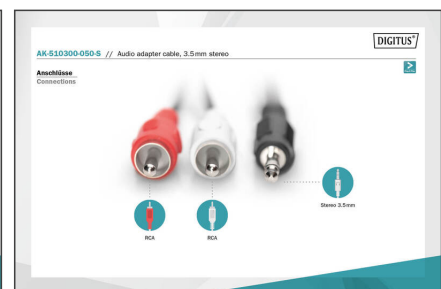 DIGITUS®
AK-510300-050-S // Audio adapter cable, 3.5mm stereo
Anschlüsse
Connections
Stereo 3.5mm
RCA
RCA